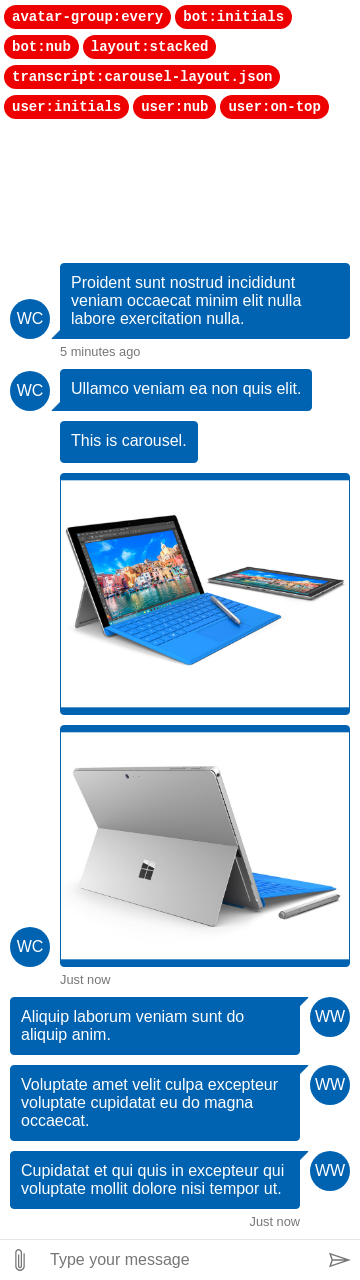 avatar-group:every bot:initials
bot:nub layout:stacked
transcript:carousel-layout.json
user:initials user:nub user:on-top
Proident sunt nostrud incididunt
veniam occaecat minim elit nulla
labore exercitation nulla.
WC
5 minutes ago
WC
Ullamco veniam ea non quis elit.
This is carousel.
WC
Just now
Aliquip laborum veniam sunt do
aliquip anim.
WW
Voluptate amet velit culpa excepteur
voluptate cupidatat eu do magna
occaecat.
WW
Cupidatat et qui quis in excepteur qui
voluptate mollit dolore nisi tempor ut.
WW
Just now
Type your message